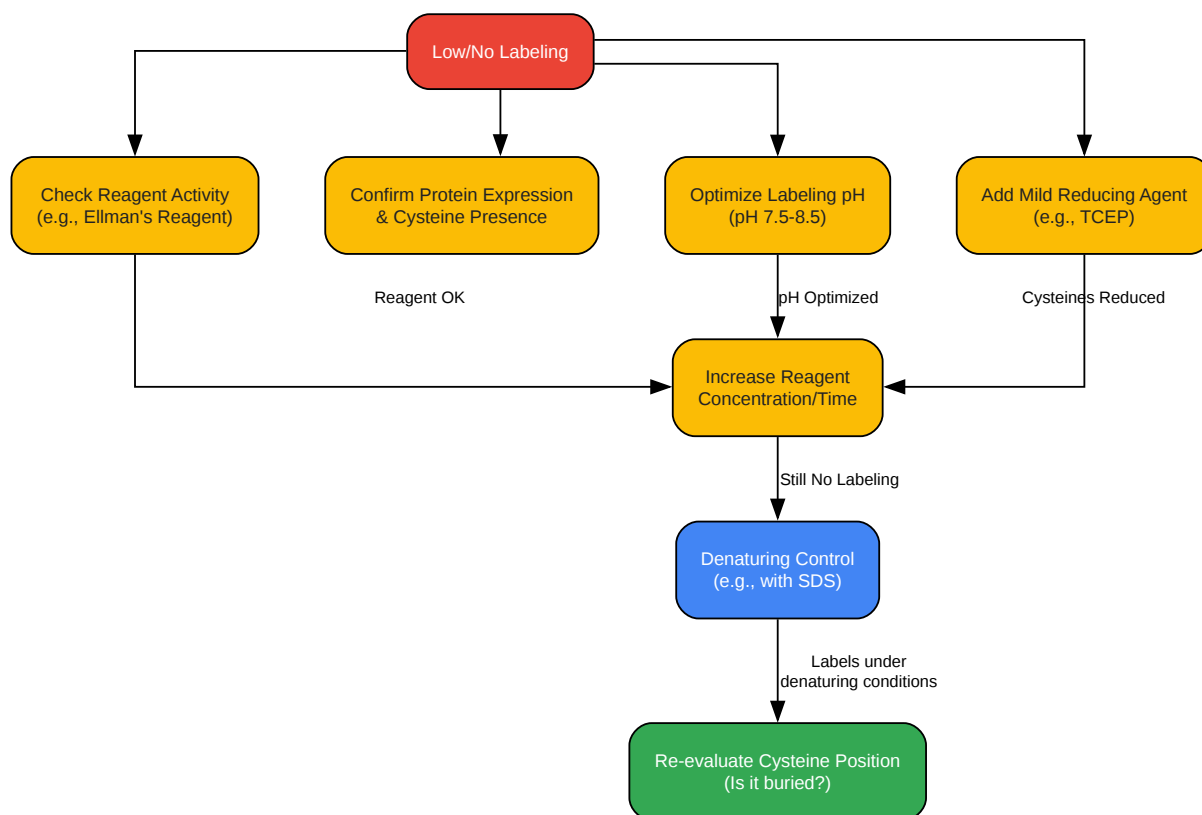 Low/No Labeling
Check Reagent Activity
(e.g., Ellman's Reagent)
Confirm Protein Expression
& Cysteine Presence
Optimize Labeling pH
(pH 7.5-8.5)
Add Mild Reducing Agent
(e.g., TCEP)
Reagent OK
pH Optimized
Cysteines Reduced
Increase Reagent
Concentration/Time
Still No Labeling
Denaturing Control
(e.g., with SDS)
Labels under
denaturing conditions
Re-evaluate Cysteine Position
(Is it buried?)